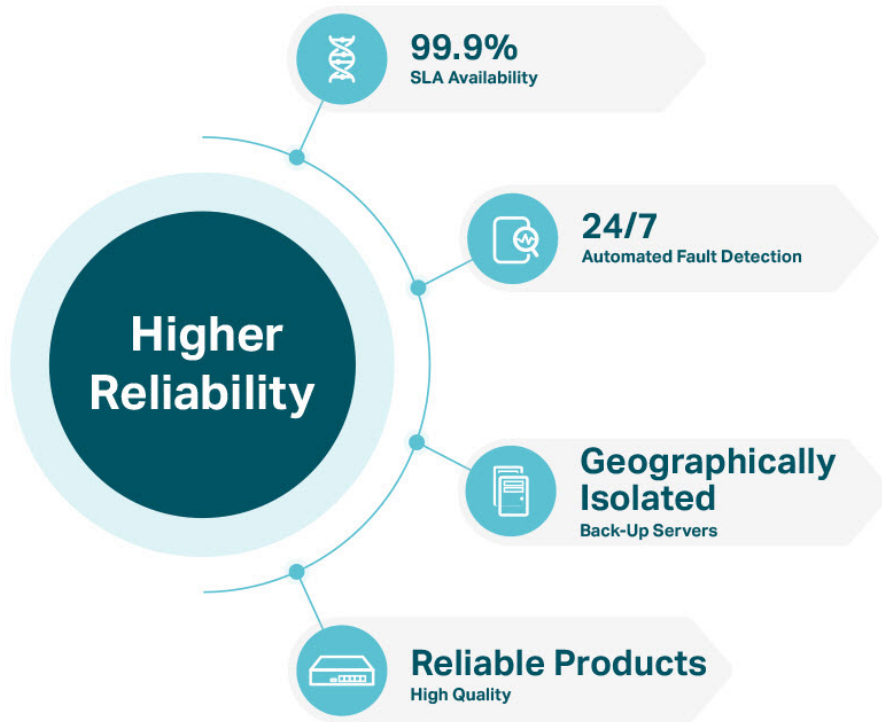 99.9%
SLA Availability
24/7
Automated Fault Detection
Higher
Reliability
Geographically
Isolated
Back-Up Servers
Reliable Products
High Quality